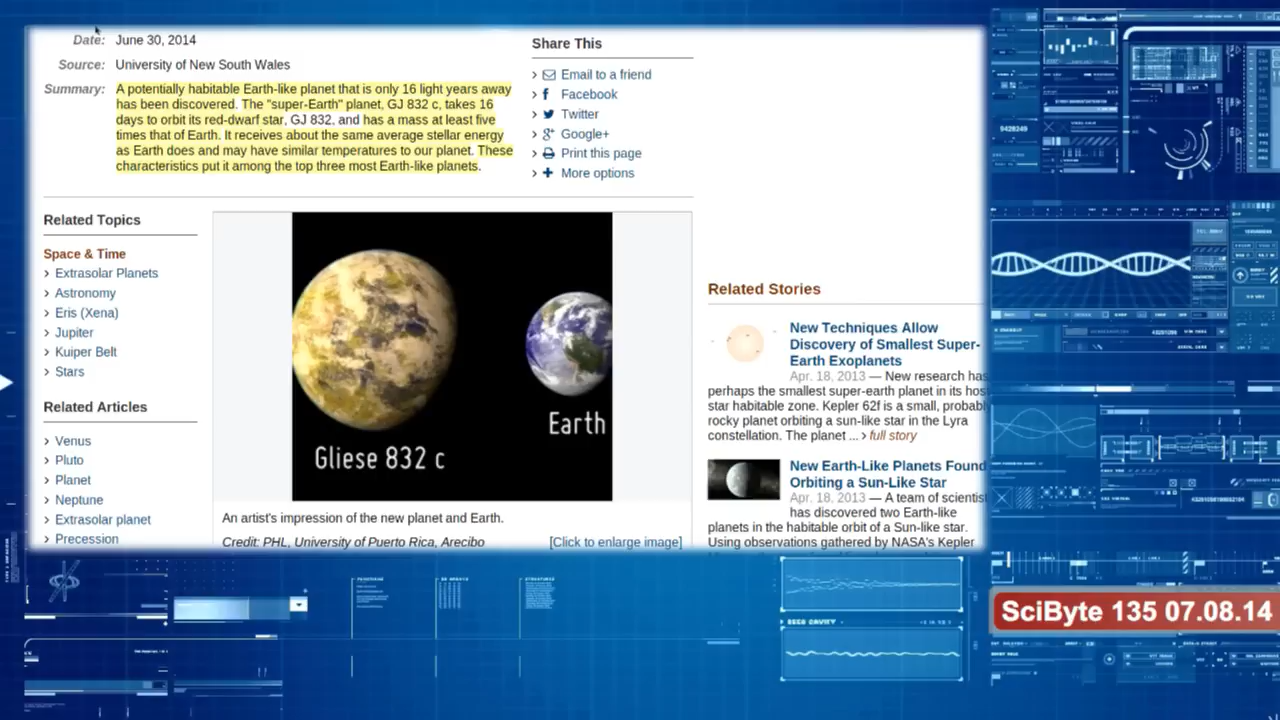 Date: June 30, 2014
Source: University of New South Wales
Summary: A potentially habitable Earth-like planet that is only 16 light years away
has been discovered. The "super-Earth" planet, GJ 832 c, takes 16
days to orbit its red-dwarf star, GJ 832, and has a mass at least five
times that of Earth. It receives about the same average stellar energy
as Earth does and may have similar temperatures to our planet. These
characteristics put it among the top three most Earth-like planets.
Share This
Email to a friend
Facebook
Twitter
Google+
Print this page
More options
Related Topics
Space & Time
Extrasolar Planets
Astronomy
Eris (Xena)
Jupiter
Kuiper Belt
Stars
Related Articles
Venus
Pluto
Planet
Neptune
Extrasolar planet
Precession
Gliese 832 c
Earth
An artist's impression of the new planet and Earth.
Credit: PHL, University of Puerto Rica, Arecibo
[Click to enlarge image]
Related Stories
New Techniques Allow
Discovery of Smallest Super-
Earth Exoplanets
Apr. 18, 2013 — New research has
perhaps the smallest super-earth planet in its host
star habitable zone. Kepler 62f is a small, probabl
rocky planet orbiting a sun-like star in the Lyra
constellation. The planet ... › full story
New Earth-Like Planets Found
Orbiting a Sun-Like Star
Apr. 18, 2013 — A team of scientist
has discovered two Earth-like
planets in the habitable orbit of a Sun-like star.
Using observations gathered by NASA's Kepler
SciByte 135 07.08.14